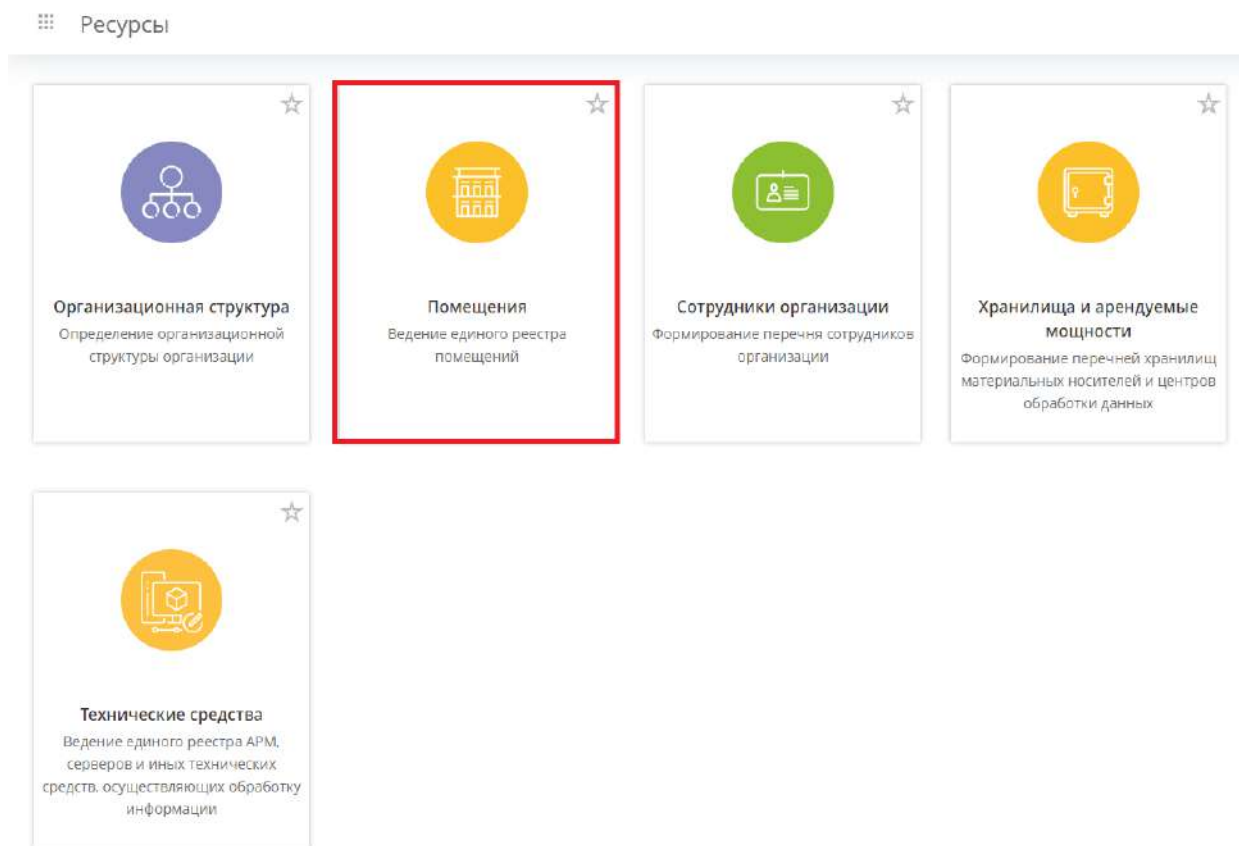 Ресурсы
Организационная структура
Определение организационной
структуры организации
Помещения
Ведение единого реестра
помещений
Сотрудники организации
Формирование перечня сотрудников
организации
Хранилища и арендуемые
мощности
Формирование перечней хранилищ
материальных носителей и центров
обработки данных
Технические средства
Ведение единого реестра АРМ,
серверов и иных технических
средств, осуществляющих обработку
информации